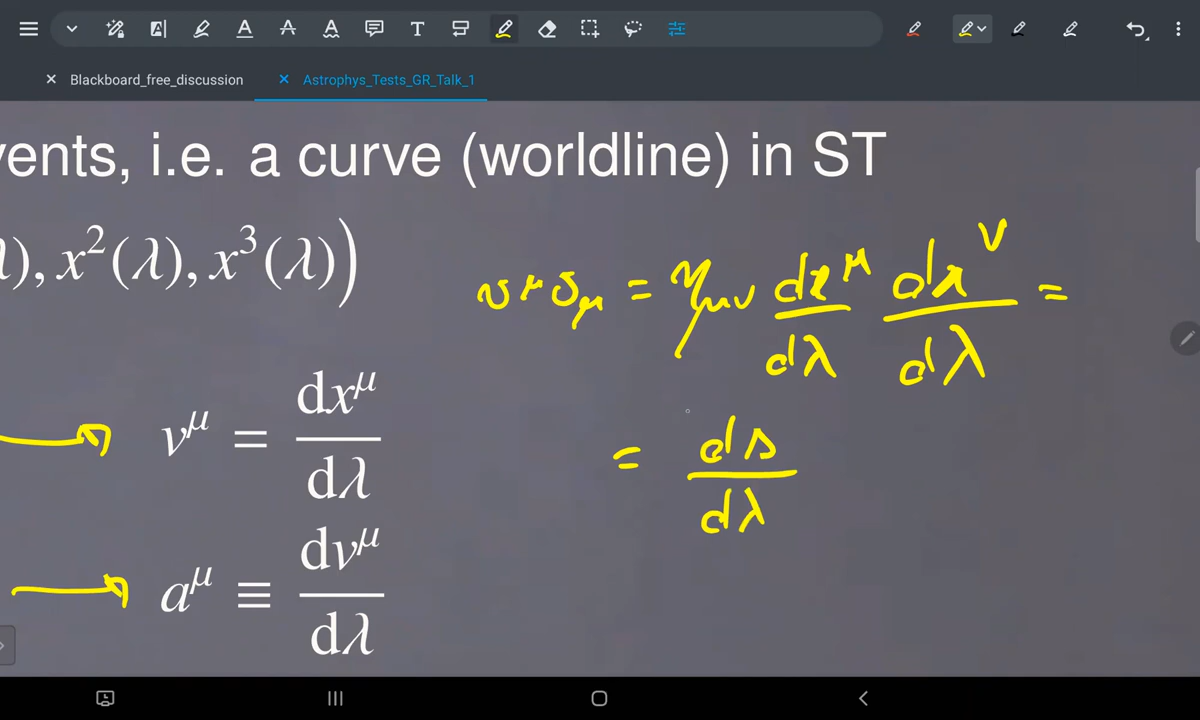 Blackboard_free_discussion
Astrophys_Tests_GR_Talk_1
vents, i.e. a curve (worldline) in ST
λ), x²(λ), x³(λ))
v^μ v_μ = η_μν dx^μ/dλ dx^ν/dλ =
= ds/dλ
v^μ ≡ dx^μ/dλ
a^μ ≡ dv^μ/dλ